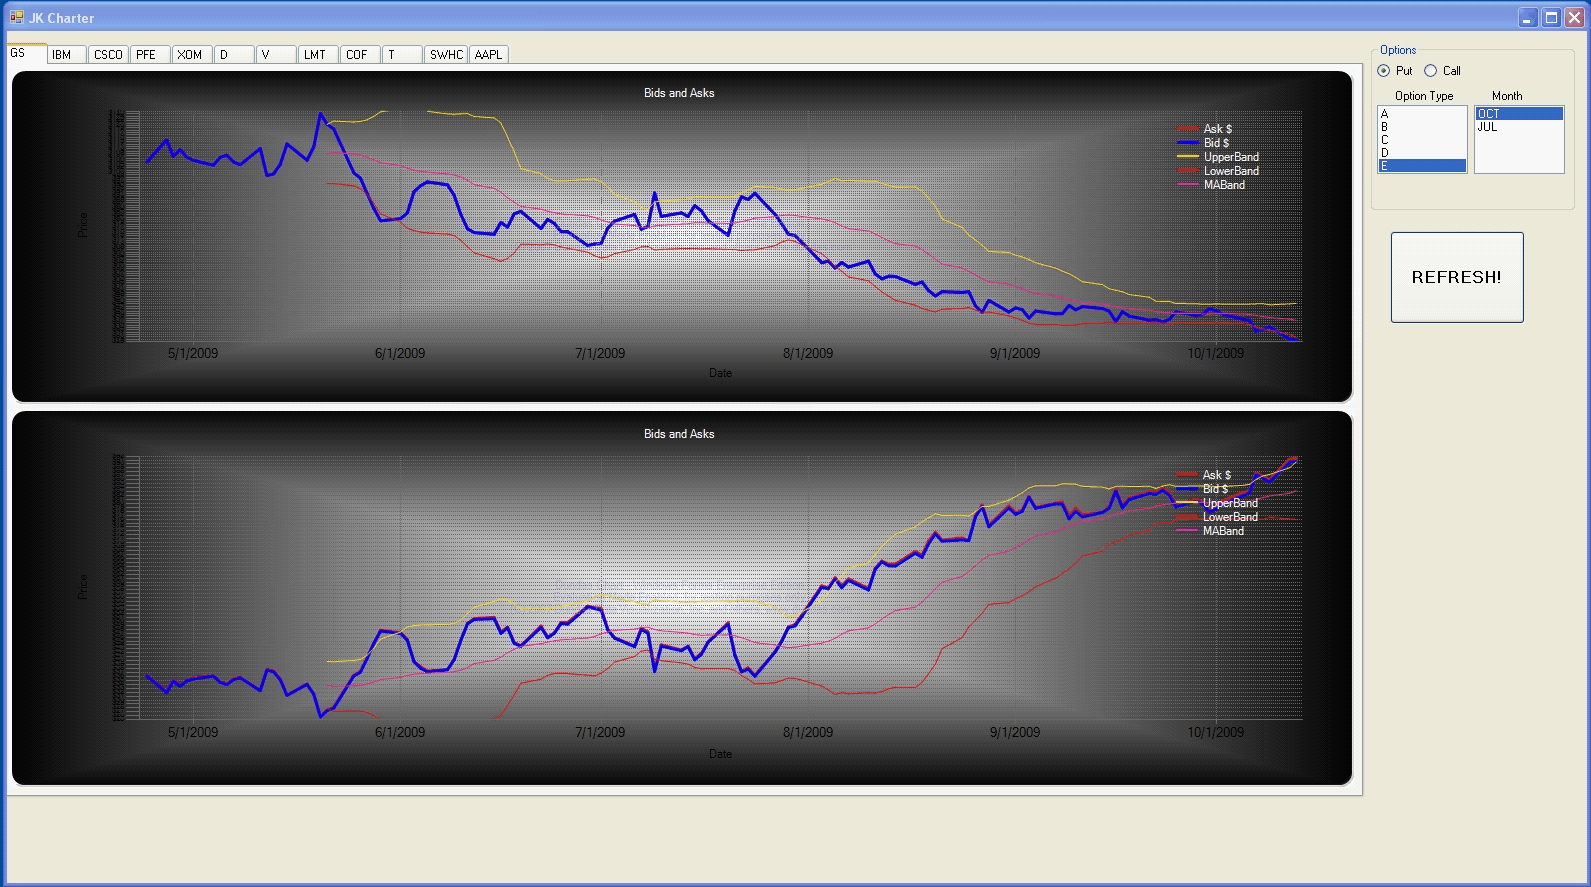 JK Charter
GS IBM CSCO PFE XOM D V LMT COF T SWHC AAPL
Options
Put Call
Option Type Month
A OCT
B JUL
C
D
E
REFRESH!
Bids and Asks
Ask $
Bid $
UpperBand
LowerBand
MABand
Price
5/1/2009 6/1/2009 7/1/2009 8/1/2009 9/1/2009 10/1/2009
Date
Bids and Asks
Ask $
Bid $
UpperBand
LowerBand
MABand
Price
5/1/2009 6/1/2009 7/1/2009 8/1/2009 9/1/2009 10/1/2009
Date